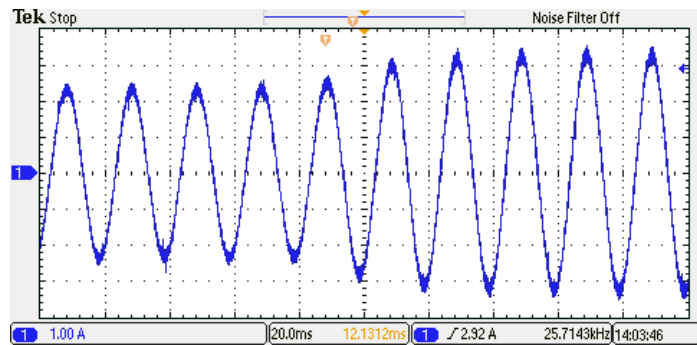 Tek Stop Noise Filter Off
T
T
1
1 1.00 A 20.0ms 12.1312ms 1 2.92 A 25.7143kHz 14:03:46